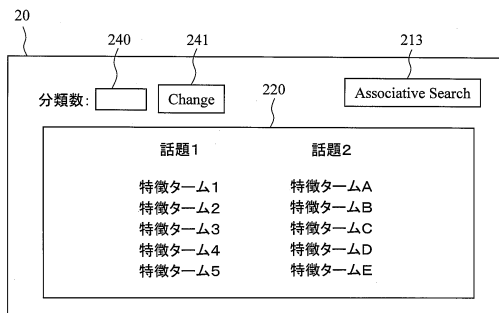 20
240
241
213
分類数:
Change
Associative Search
220
話題1 話題2
特徴ターム1 特徴タームA
特徴ターム2 特徴タームB
特徴ターム3 特徴タームC
特徴ターム4 特徴タームD
特徴ターム5 特徴タームE